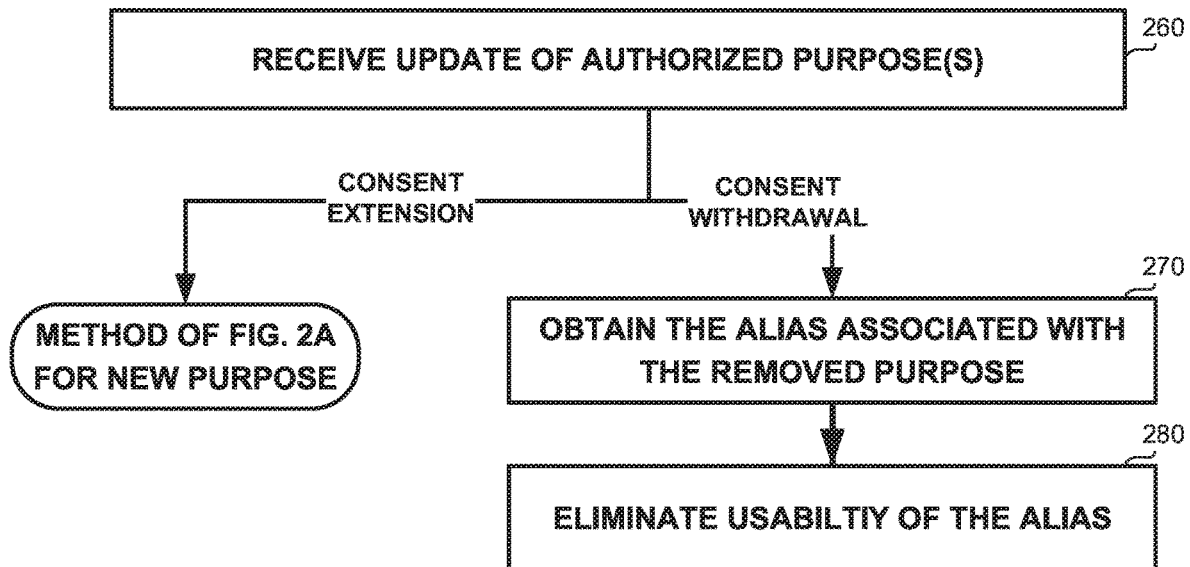 260
RECEIVE UPDATE OF AUTHORIZED PURPOSE(S)
CONSENT
EXTENSION
CONSENT
WITHDRAWAL
METHOD OF FIG. 2A
FOR NEW PURPOSE
270
OBTAIN THE ALIAS ASSOCIATED WITH
THE REMOVED PURPOSE
280
ELIMINATE USABILTIY OF THE ALIAS